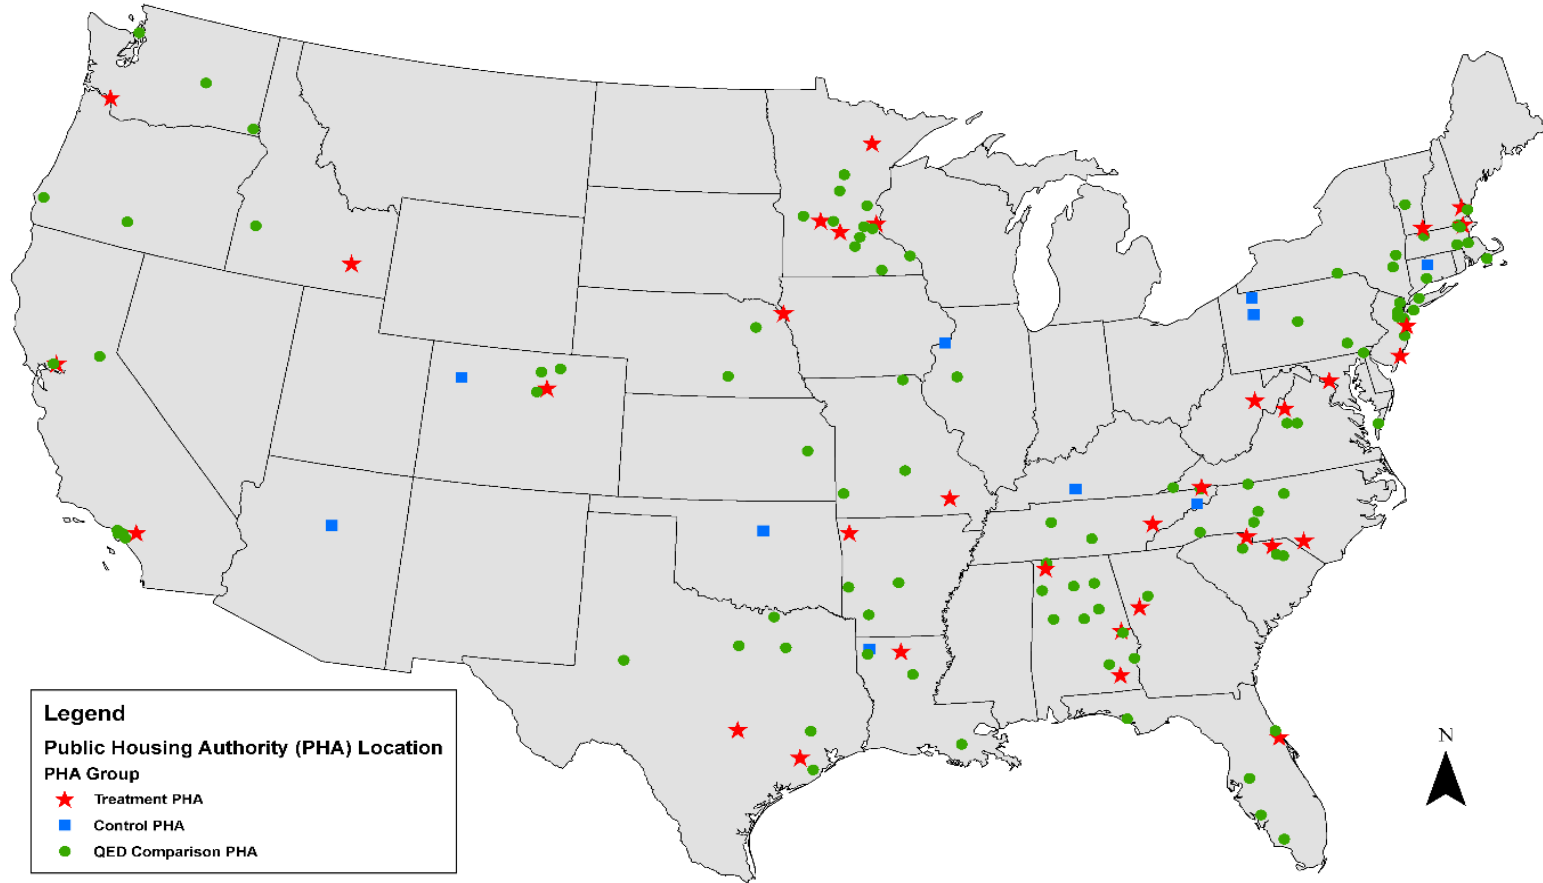 Legend
Public Housing Authority (PHA) Location
PHA Group
Treatment PHA
Control PHA
QED Comparison PHA
N